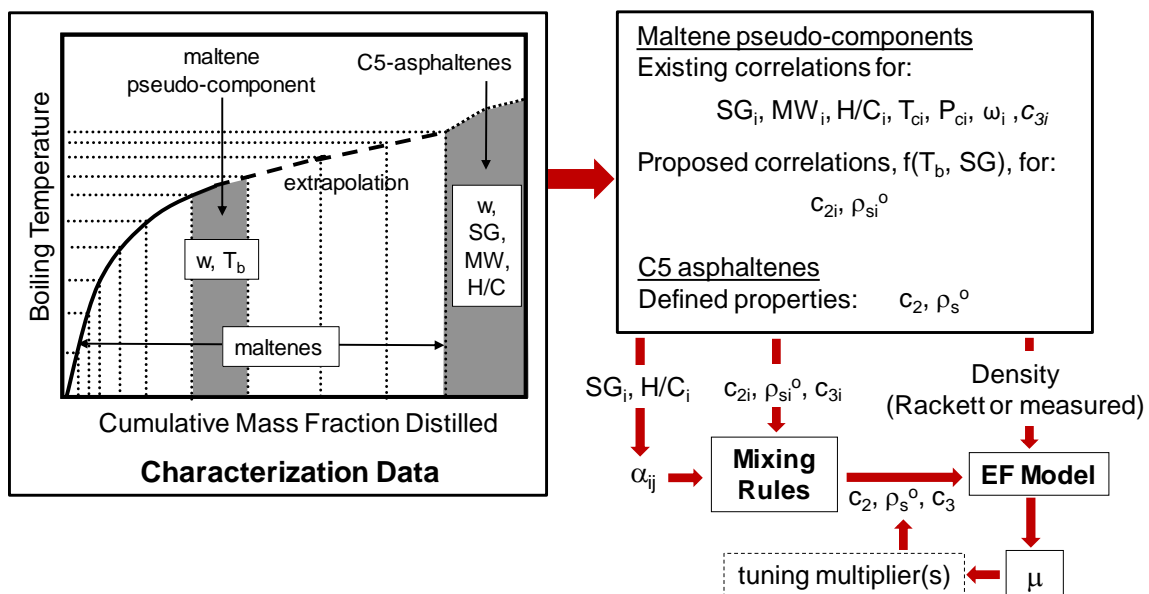 Boiling Temperature
maltene
pseudo-component
C5-asphaltenes
extrapolation
w, T_b
w,
SG,
MW,
H/C
maltenes
Cumulative Mass Fraction Distilled
Characterization Data
Maltene pseudo-components
Existing correlations for:
SG_i, MW_i, H/C_i, T_ci, P_ci, ω_i ,c_3i
Proposed correlations, f(T_b, SG), for:
c_2i, ρ_si^o
C5 asphaltenes
Defined properties: c_2, ρ_s^o
SG_i, H/C_i
c_2i, ρ_si^o, c_3i
Density
(Rackett or measured)
α_ij
Mixing
Rules
c_2, ρ_s^o, c_3
EF Model
tuning multiplier(s)
μ